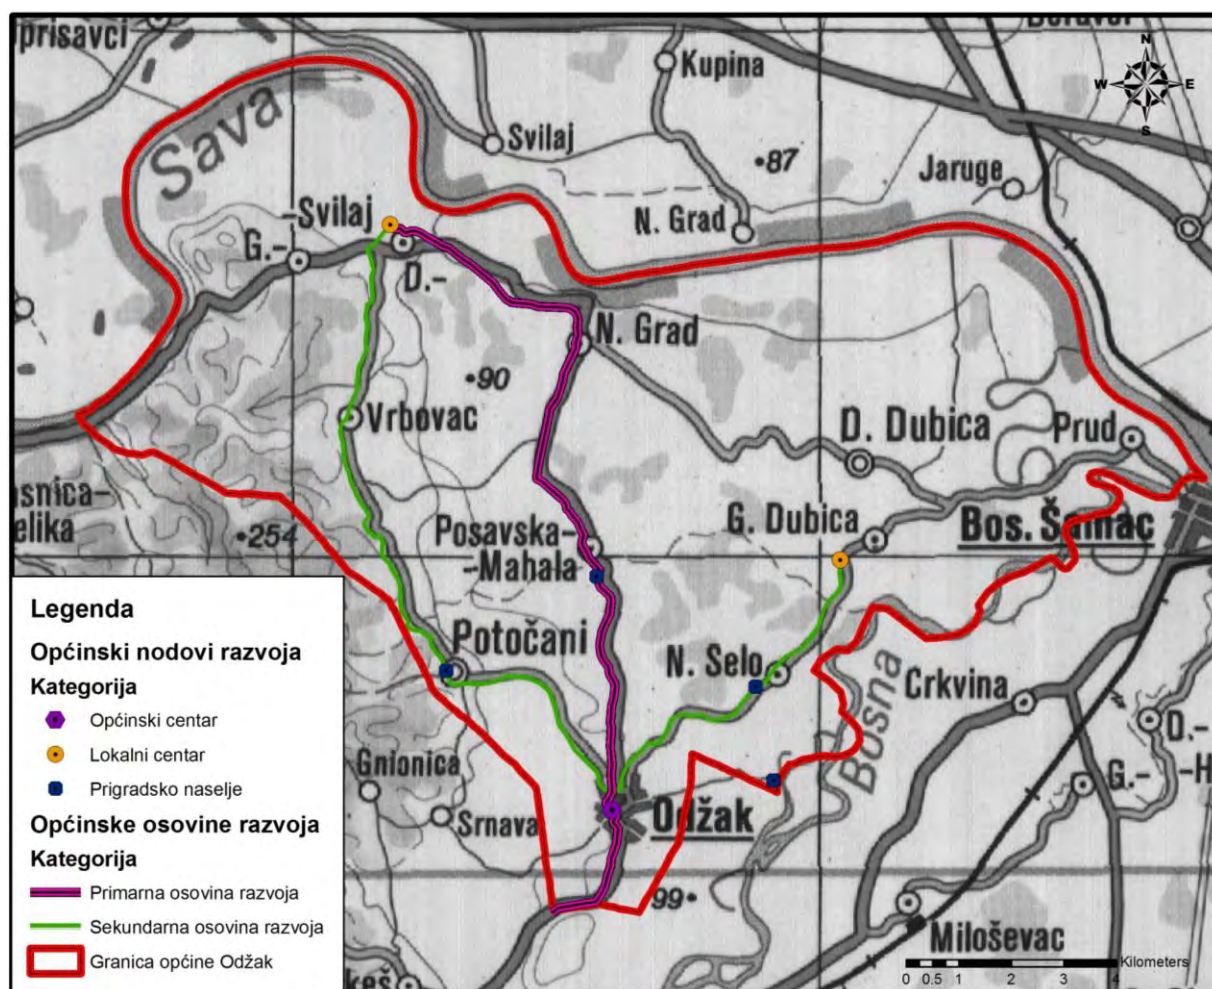 Kupina
Sava
Svilaj
87
Jaruge
N. Grad
-Svilaj
G.-
D.-
N. Grad
90
Vrbovac
D. Dubica
Prud
G. Dubica
Bos. Šamac
254
Posavska-
-Mahala
Potočani
N. Selo
Crkvina
Bosna
D.-
G.-
-H
Gnionica
Srnava
Odžak
99
Miloševac
N
W E
S
Legenda
Općinski nodovi razvoja
Kategorija
Općinski centar
Lokalni centar
Prigradsko naselje
Općinske osovine razvoja
Kategorija
Primarna osovina razvoja
Sekundarna osovina razvoja
Granica općine Odžak
Kilometers
0 0.5 1 2 3 4